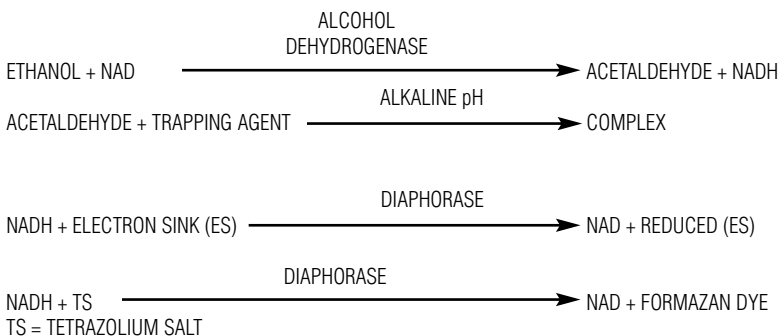 ALCOHOL
DEHYDROGENASE
ETHANOL + NAD
ACETALDEHYDE + NADH
ALKALINE pH
ACETALDEHYDE + TRAPPING AGENT
COMPLEX
DIAPHORASE
NADH + ELECTRON SINK (ES)
NAD + REDUCED (ES)
DIAPHORASE
NADH + TS
NAD + FORMAZAN DYE
TS = TETRAZOLIUM SALT